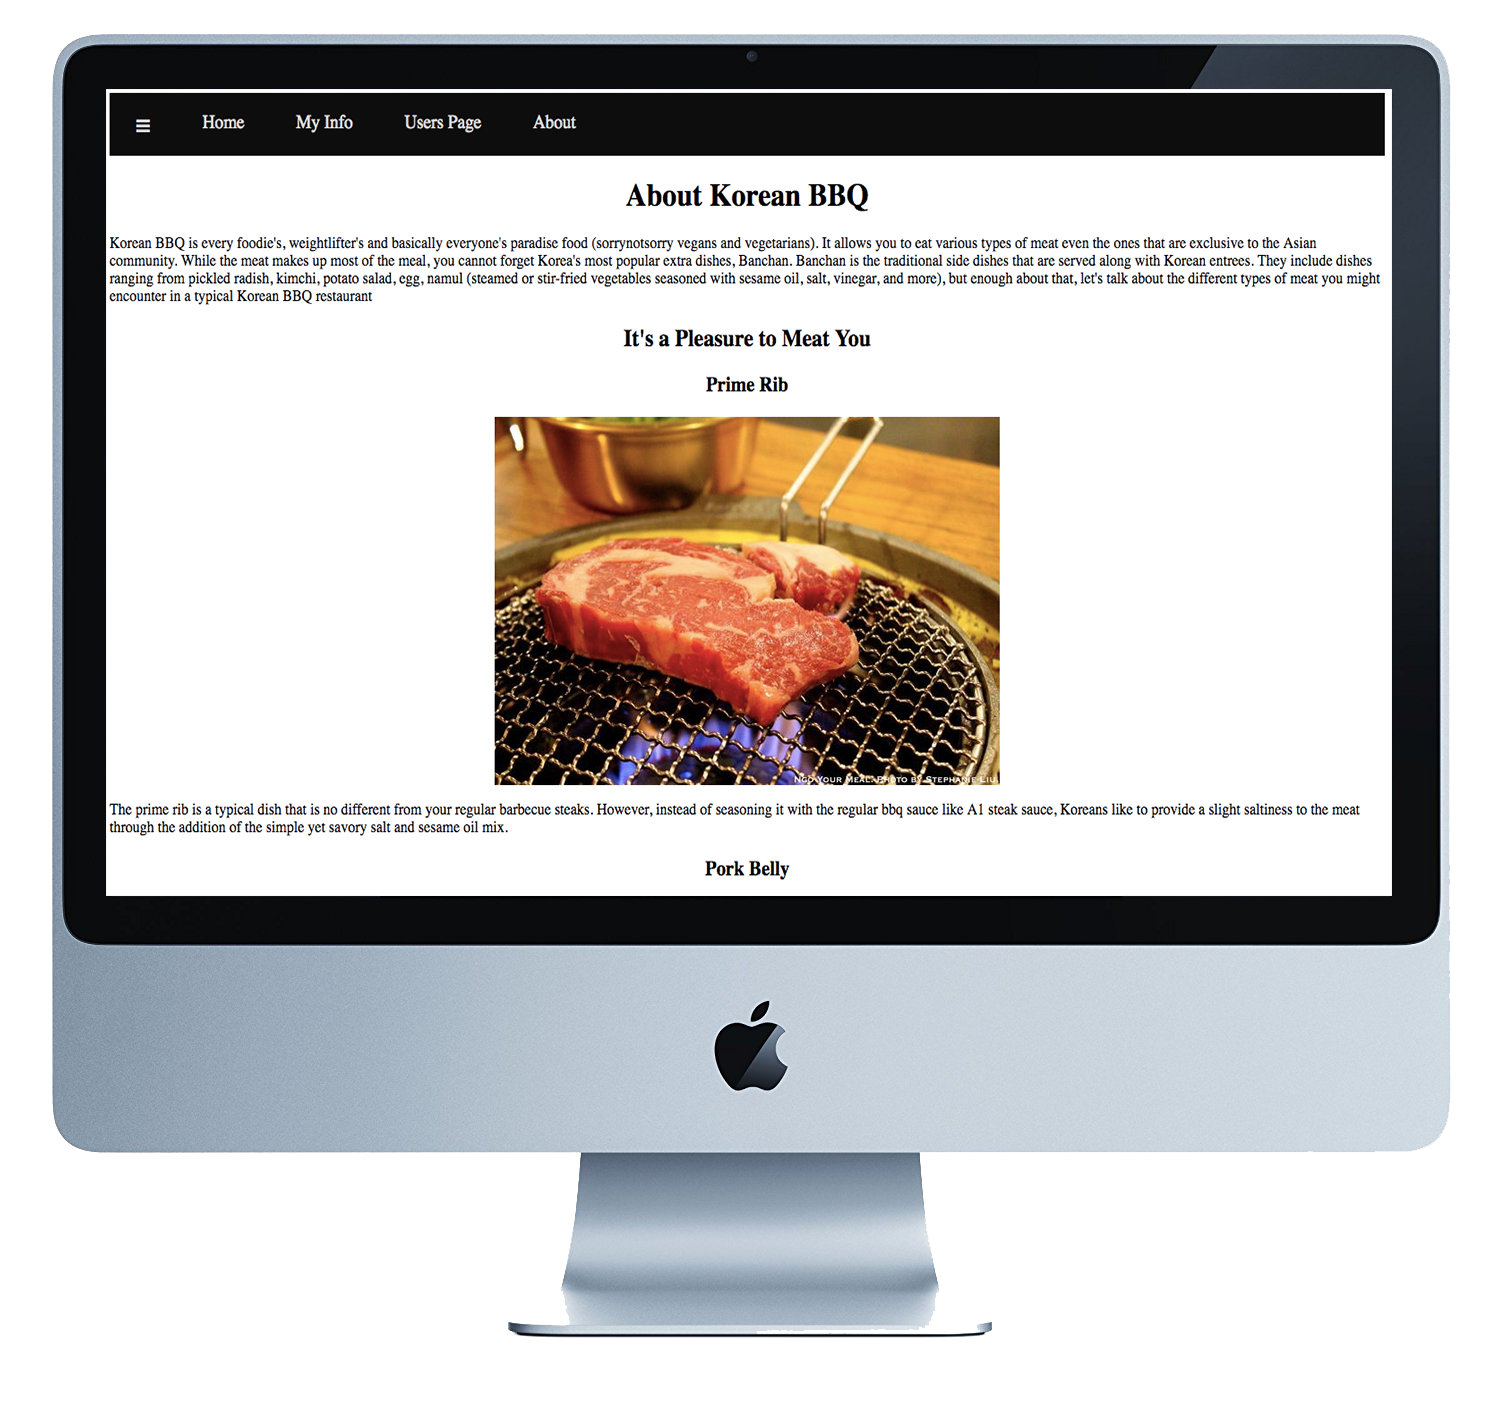 ☰ Home My Info Users Page About
About Korean BBQ
Korean BBQ is every foodie's, weightlifter's and basically everyone's paradise food (sorrynotsorry vegans and vegetarians). It allows you to eat various types of meat even the ones that are exclusive to the Asian
community. While the meat makes up most of the meal, you cannot forget Korea's most popular extra dishes, Banchan. Banchan is the traditional side dishes that are served along with Korean entrees. They include dishes
ranging from pickled radish, kimchi, potato salad, egg, namul (steamed or stir-fried vegetables seasoned with sesame oil, salt, vinegar, and more), but enough about that, let's talk about the different types of meat you might
encounter in a typical Korean BBQ restaurant
It's a Pleasure to Meat You
Prime Rib
Ngo Your Meal. Photo by Stephanie Liu.
The prime rib is a typical dish that is no different from your regular barbecue steaks. However, instead of seasoning it with the regular bbq sauce like A1 steak sauce, Koreans like to provide a slight saltiness to the meat
through the addition of the simple yet savory salt and sesame oil mix.
Pork Belly